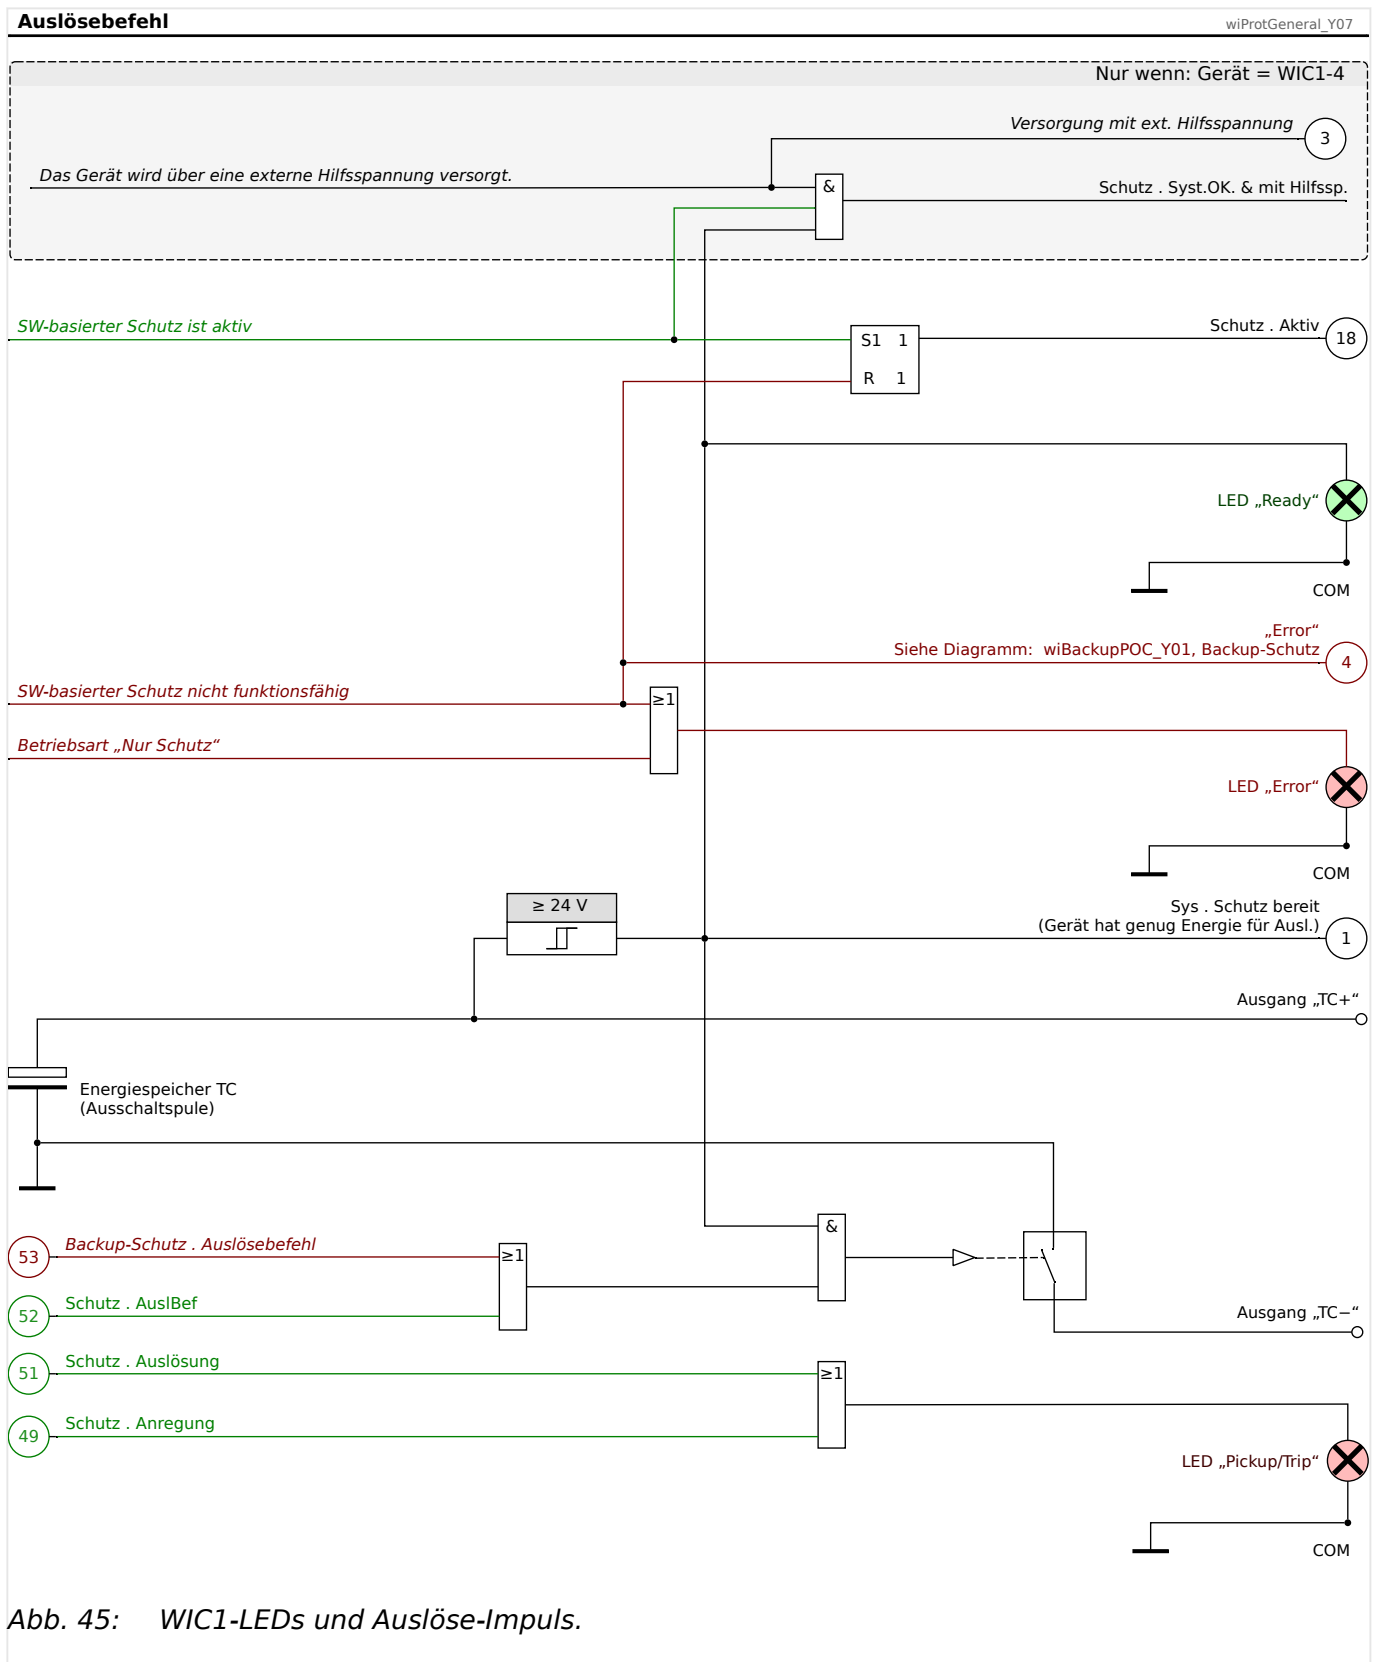 Auslösebefehl
wiProtGeneral_Y07
Nur wenn: Gerät = WIC1-4
Versorgung mit ext. Hilfsspannung
3
Das Gerät wird über eine externe Hilfsspannung versorgt.
&
Schutz . Syst.OK. & mit Hilfssp.
SW-basierter Schutz ist aktiv
S1 1
R 1
Schutz . Aktiv
18
LED „Ready“
COM
„Error“
Siehe Diagramm: wiBackupPOC_Y01, Backup-Schutz
4
SW-basierter Schutz nicht funktionsfähig
≥1
Betriebsart „Nur Schutz“
LED „Error“
COM
≥ 24 V
Sys . Schutz bereit
(Gerät hat genug Energie für Ausl.)
1
Ausgang „TC+“
Energiespeicher TC
(Ausschaltspule)
53
Backup-Schutz . Auslösebefehl
≥1
&
52
Schutz . AuslBef
Ausgang „TC−“
51
Schutz . Auslösung
≥1
49
Schutz . Anregung
LED „Pickup/Trip“
COM
Abb. 45: WIC1-LEDs und Auslöse-Impuls.